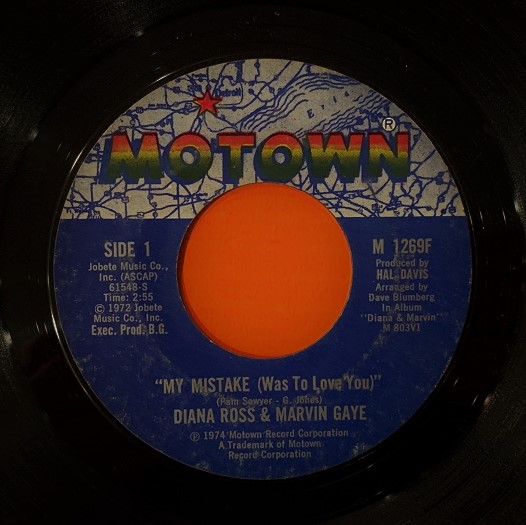 Detroit
ERIE
MOTOWN®
SIDE 1
Jobete Music Co.,
Inc. (ASCAP)
61548-S
Time: 2:55
© 1972 Jobete
Music Co., Inc.
Exec. Prod. B.G.
M 1269F
Produced by
HAL DAVIS
Arranged by
Dave Blumberg
In Album
"Diana & Marvin"
M 803V1
"MY MISTAKE (Was To Love You)"
(Pam Sawyer - G. Jones)
DIANA ROSS & MARVIN GAYE
℗ 1974 Motown Record Corporation
A Trademark of Motown
Record Corporation